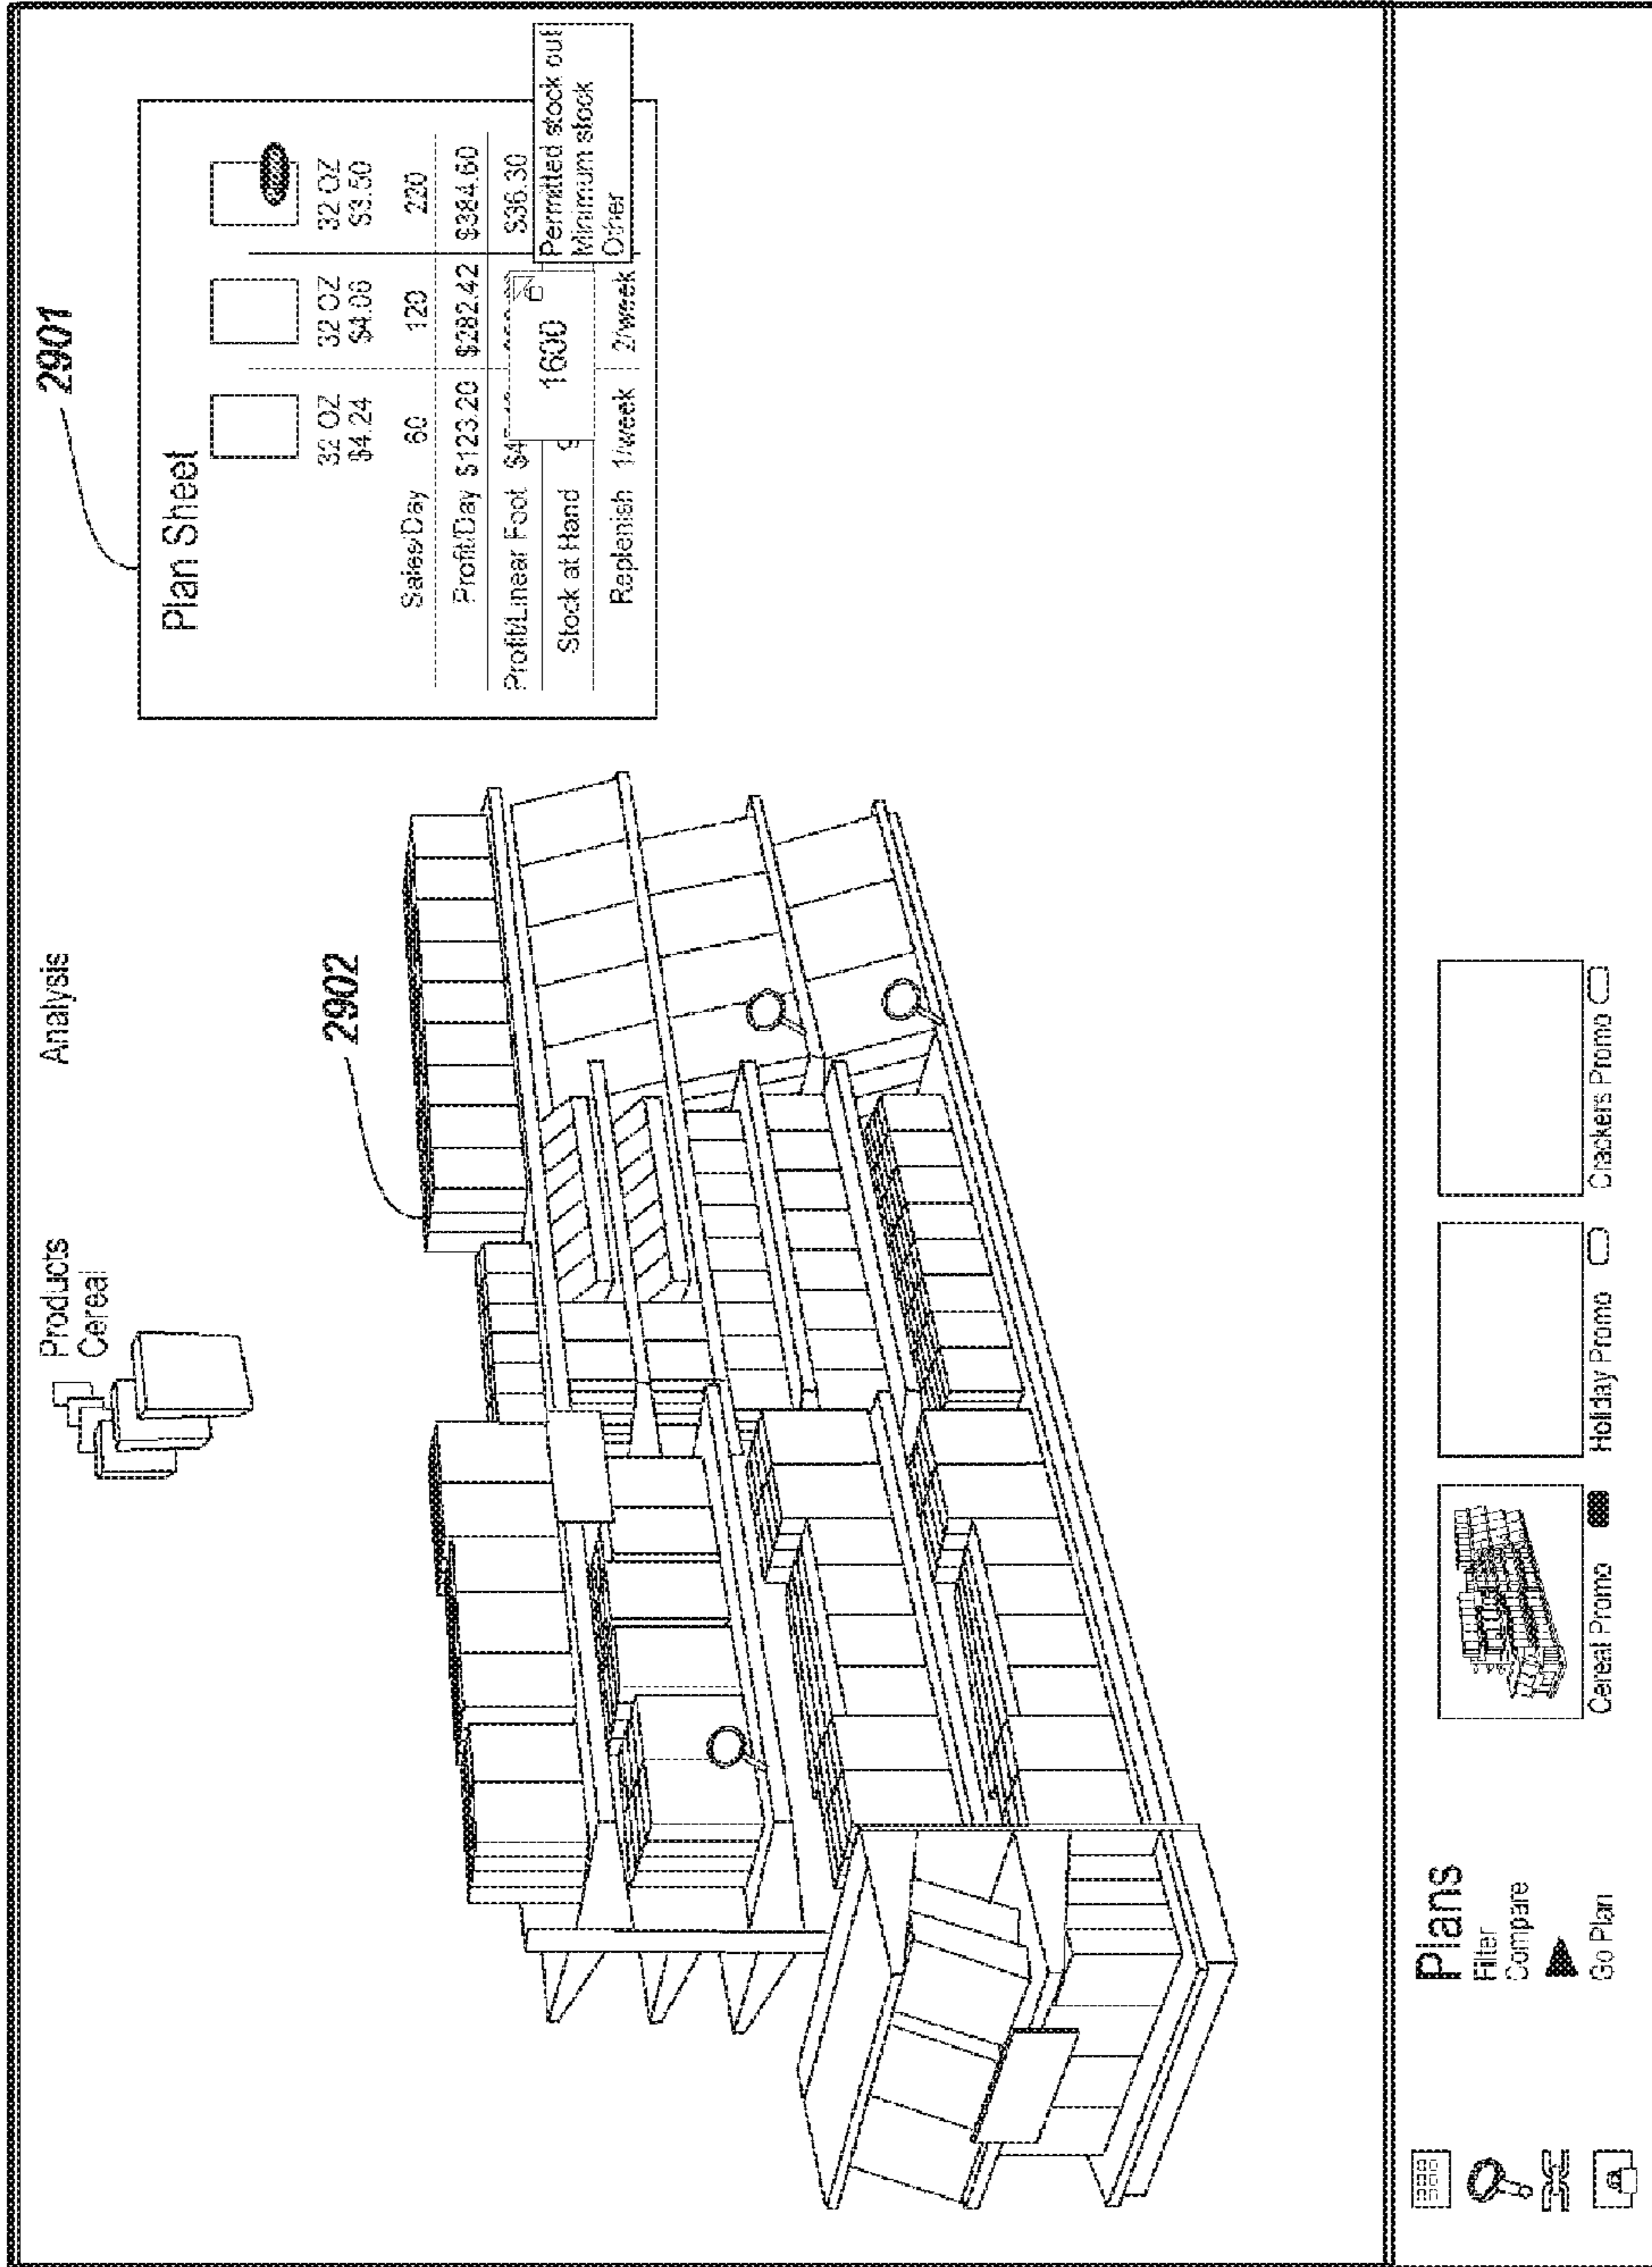 Products
Cereal
Analysis
2901
2902
Plan Sheet
32 OZ 32 OZ 32 OZ
$4.24 $4.06 $3.50
Sales/Day 60 120 220
Profit/Day $123.20 $282.42 $384.60
Profit/Linear Foot $36.30
Stock at Hand 1600
Permitted stock out
Minimum stock
Other
Replenish 1/week 2/week
Plans
Filter
Compare
Go Plan
Cereal Promo
Holiday Promo
Crackers Promo